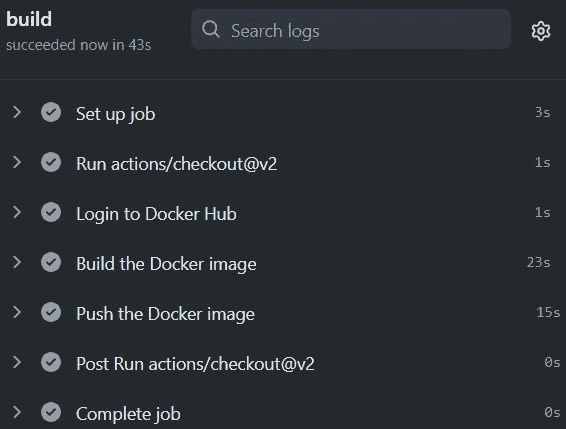 build
succeeded now in 43s
Search logs
Set up job 3s
Run actions/checkout@v2 1s
Login to Docker Hub 1s
Build the Docker image 23s
Push the Docker image 15s
Post Run actions/checkout@v2 0s
Complete job 0s